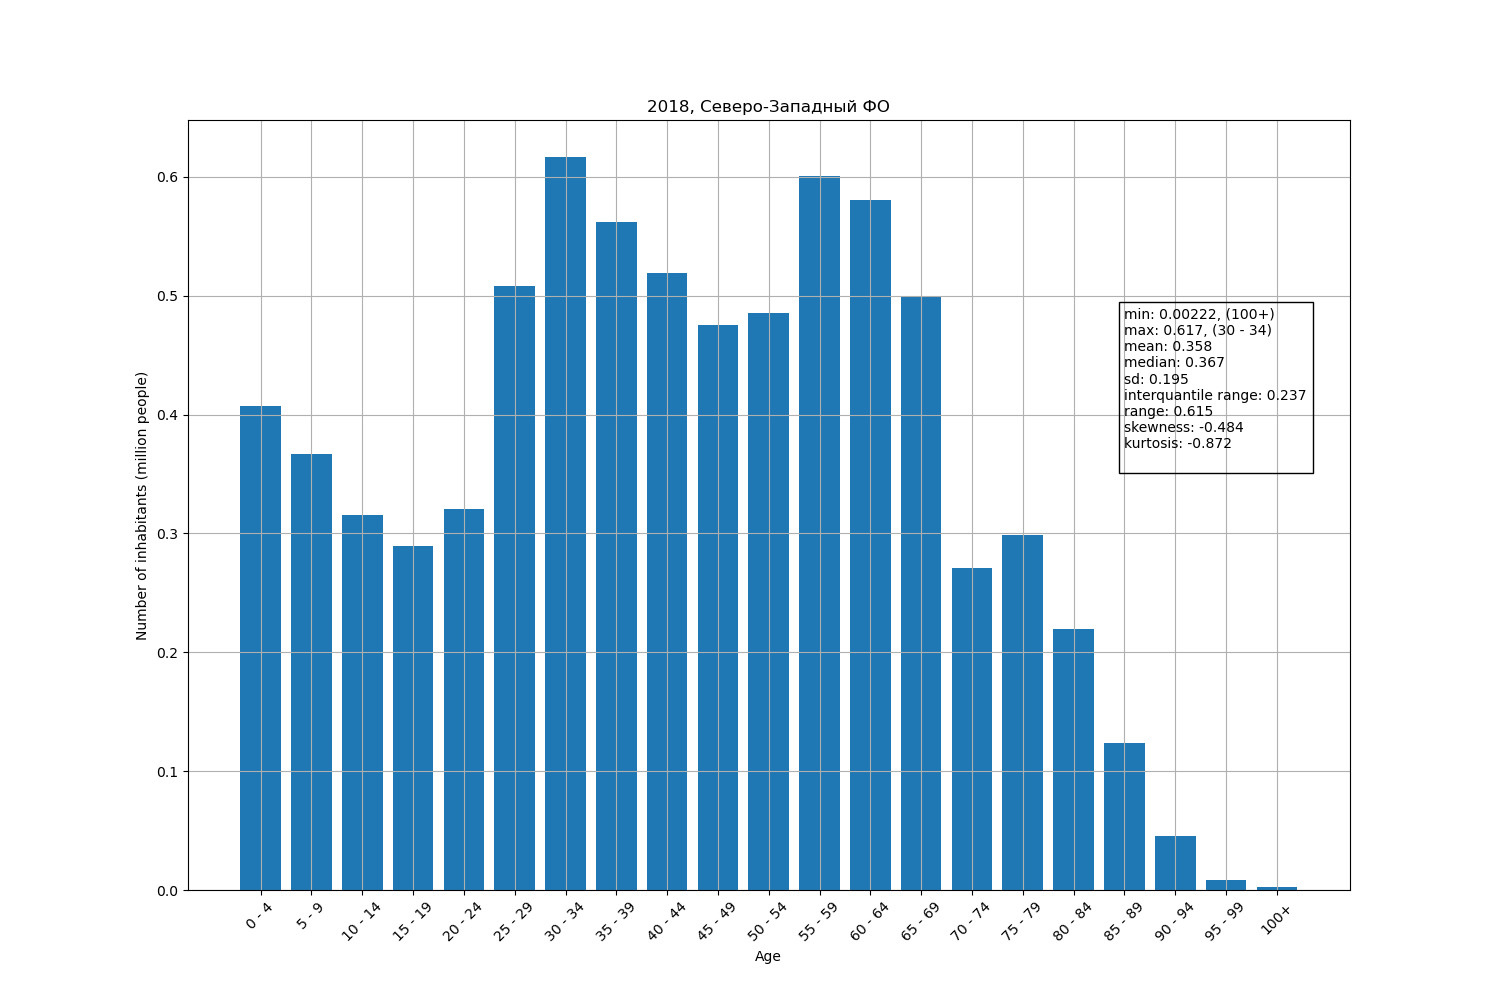 2018, Северо-Западный ФО
Number of inhabitants (million people)
0.6
0.5
0.4
0.3
0.2
0.1
0.0
min: 0.00222, (100+)
max: 0.617, (30 - 34)
mean: 0.358
median: 0.367
sd: 0.195
interquantile range: 0.237
range: 0.615
skewness: -0.484
kurtosis: -0.872
0 - 4
5 - 9
10 - 14
15 - 19
20 - 24
25 - 29
30 - 34
35 - 39
40 - 44
45 - 49
50 - 54
55 - 59
60 - 64
65 - 69
70 - 74
75 - 79
80 - 84
85 - 89
90 - 94
95 - 99
100+
Age